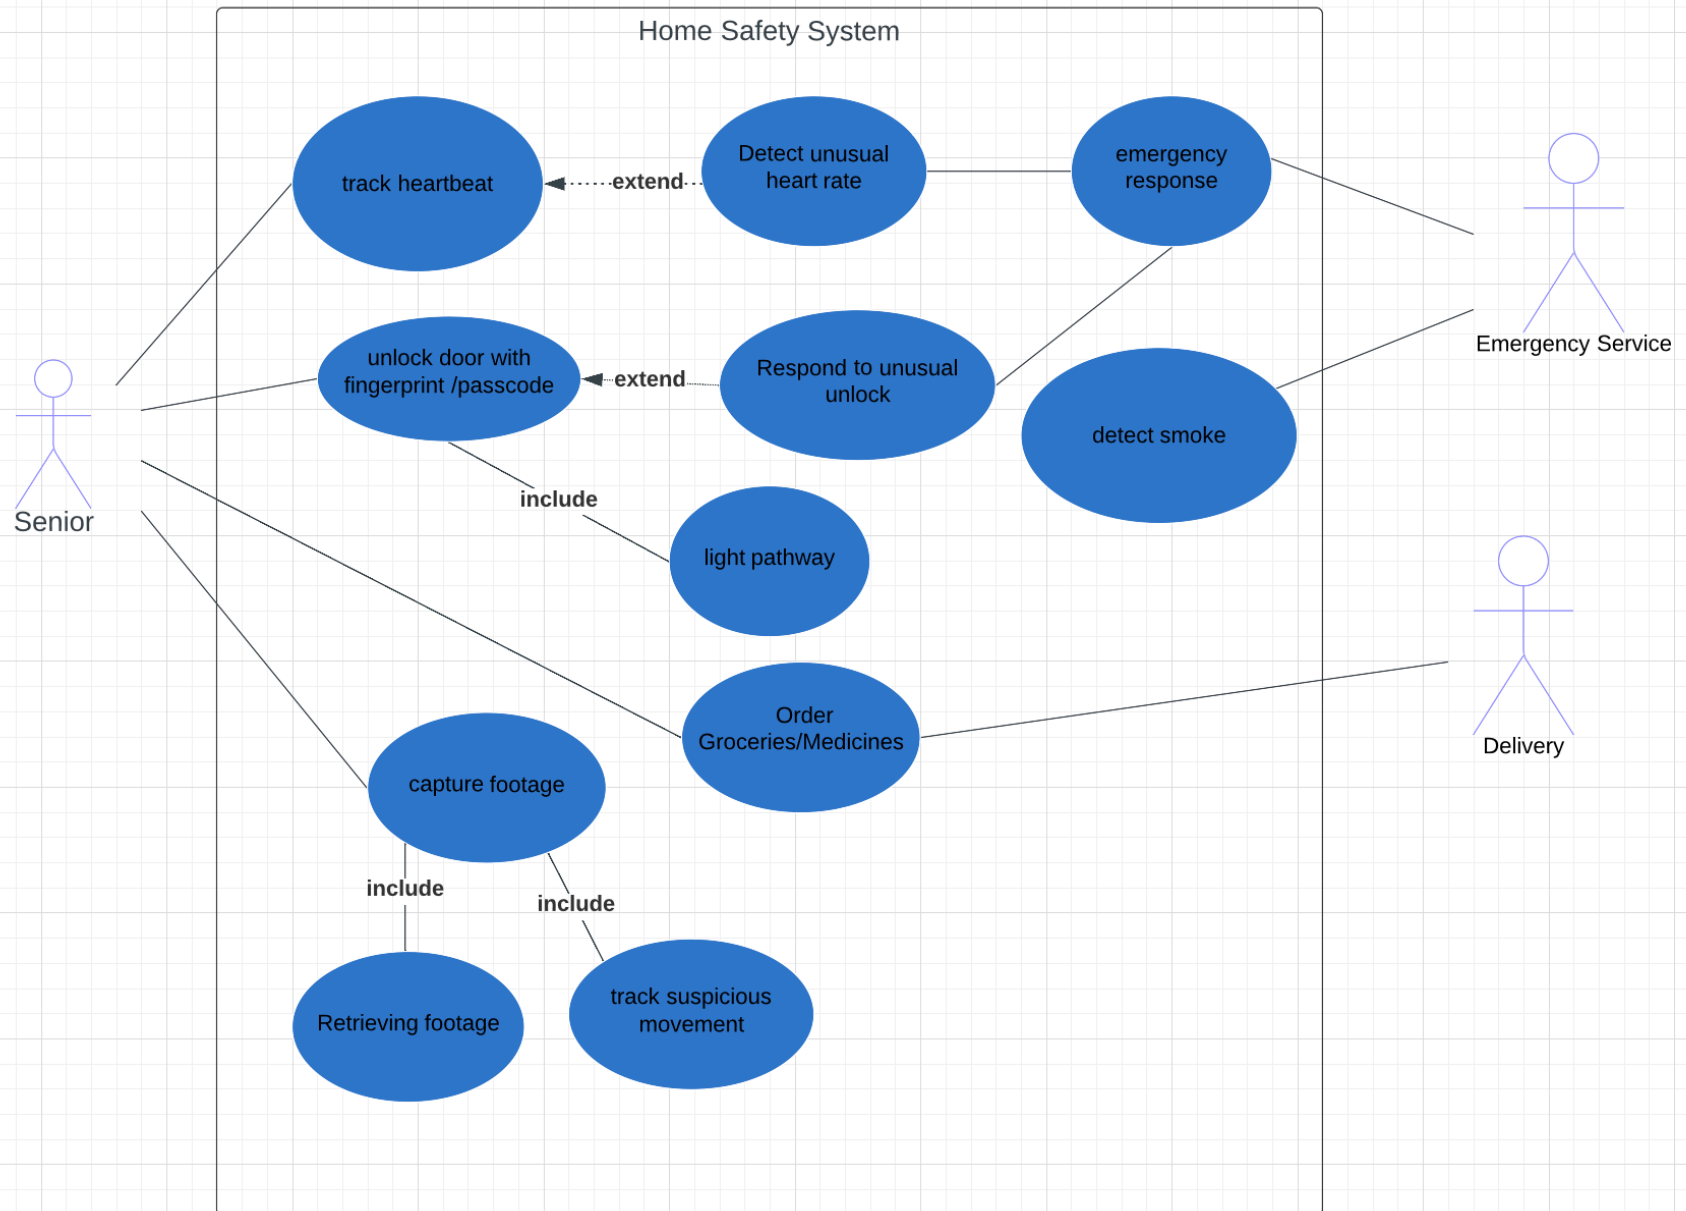 Home Safety System
track heartbeat
extend
Detect unusual
heart rate
emergency
response
Emergency Service
unlock door with
fingerprint /passcode
extend
Respond to unusual
unlock
detect smoke
Senior
include
light pathway
Order
Groceries/Medicines
Delivery
capture footage
include
include
Retrieving footage
track suspicious
movement